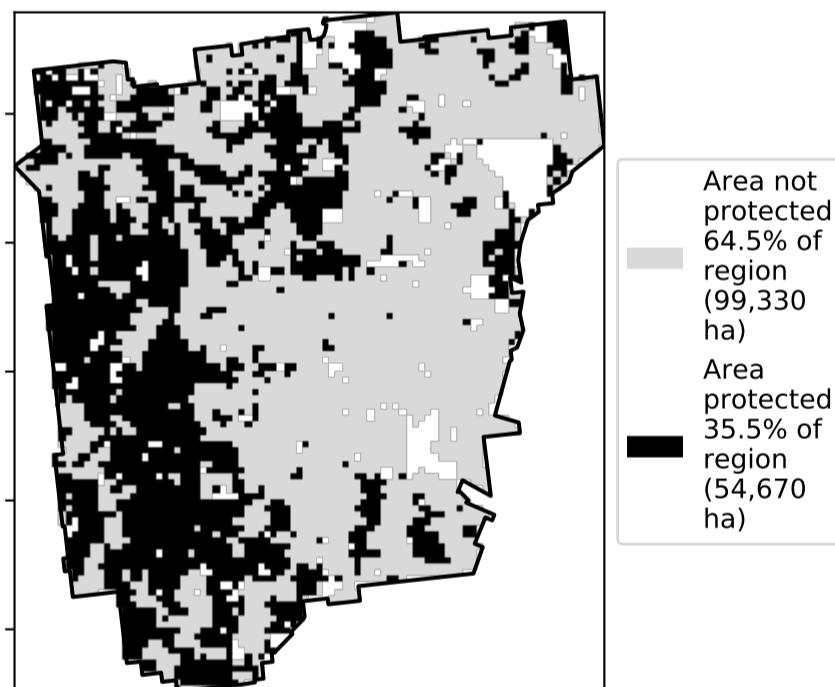 Area not
protected
64.5% of
region
(99,330
ha)
Area
protected
35.5% of
region
(54,670
ha)